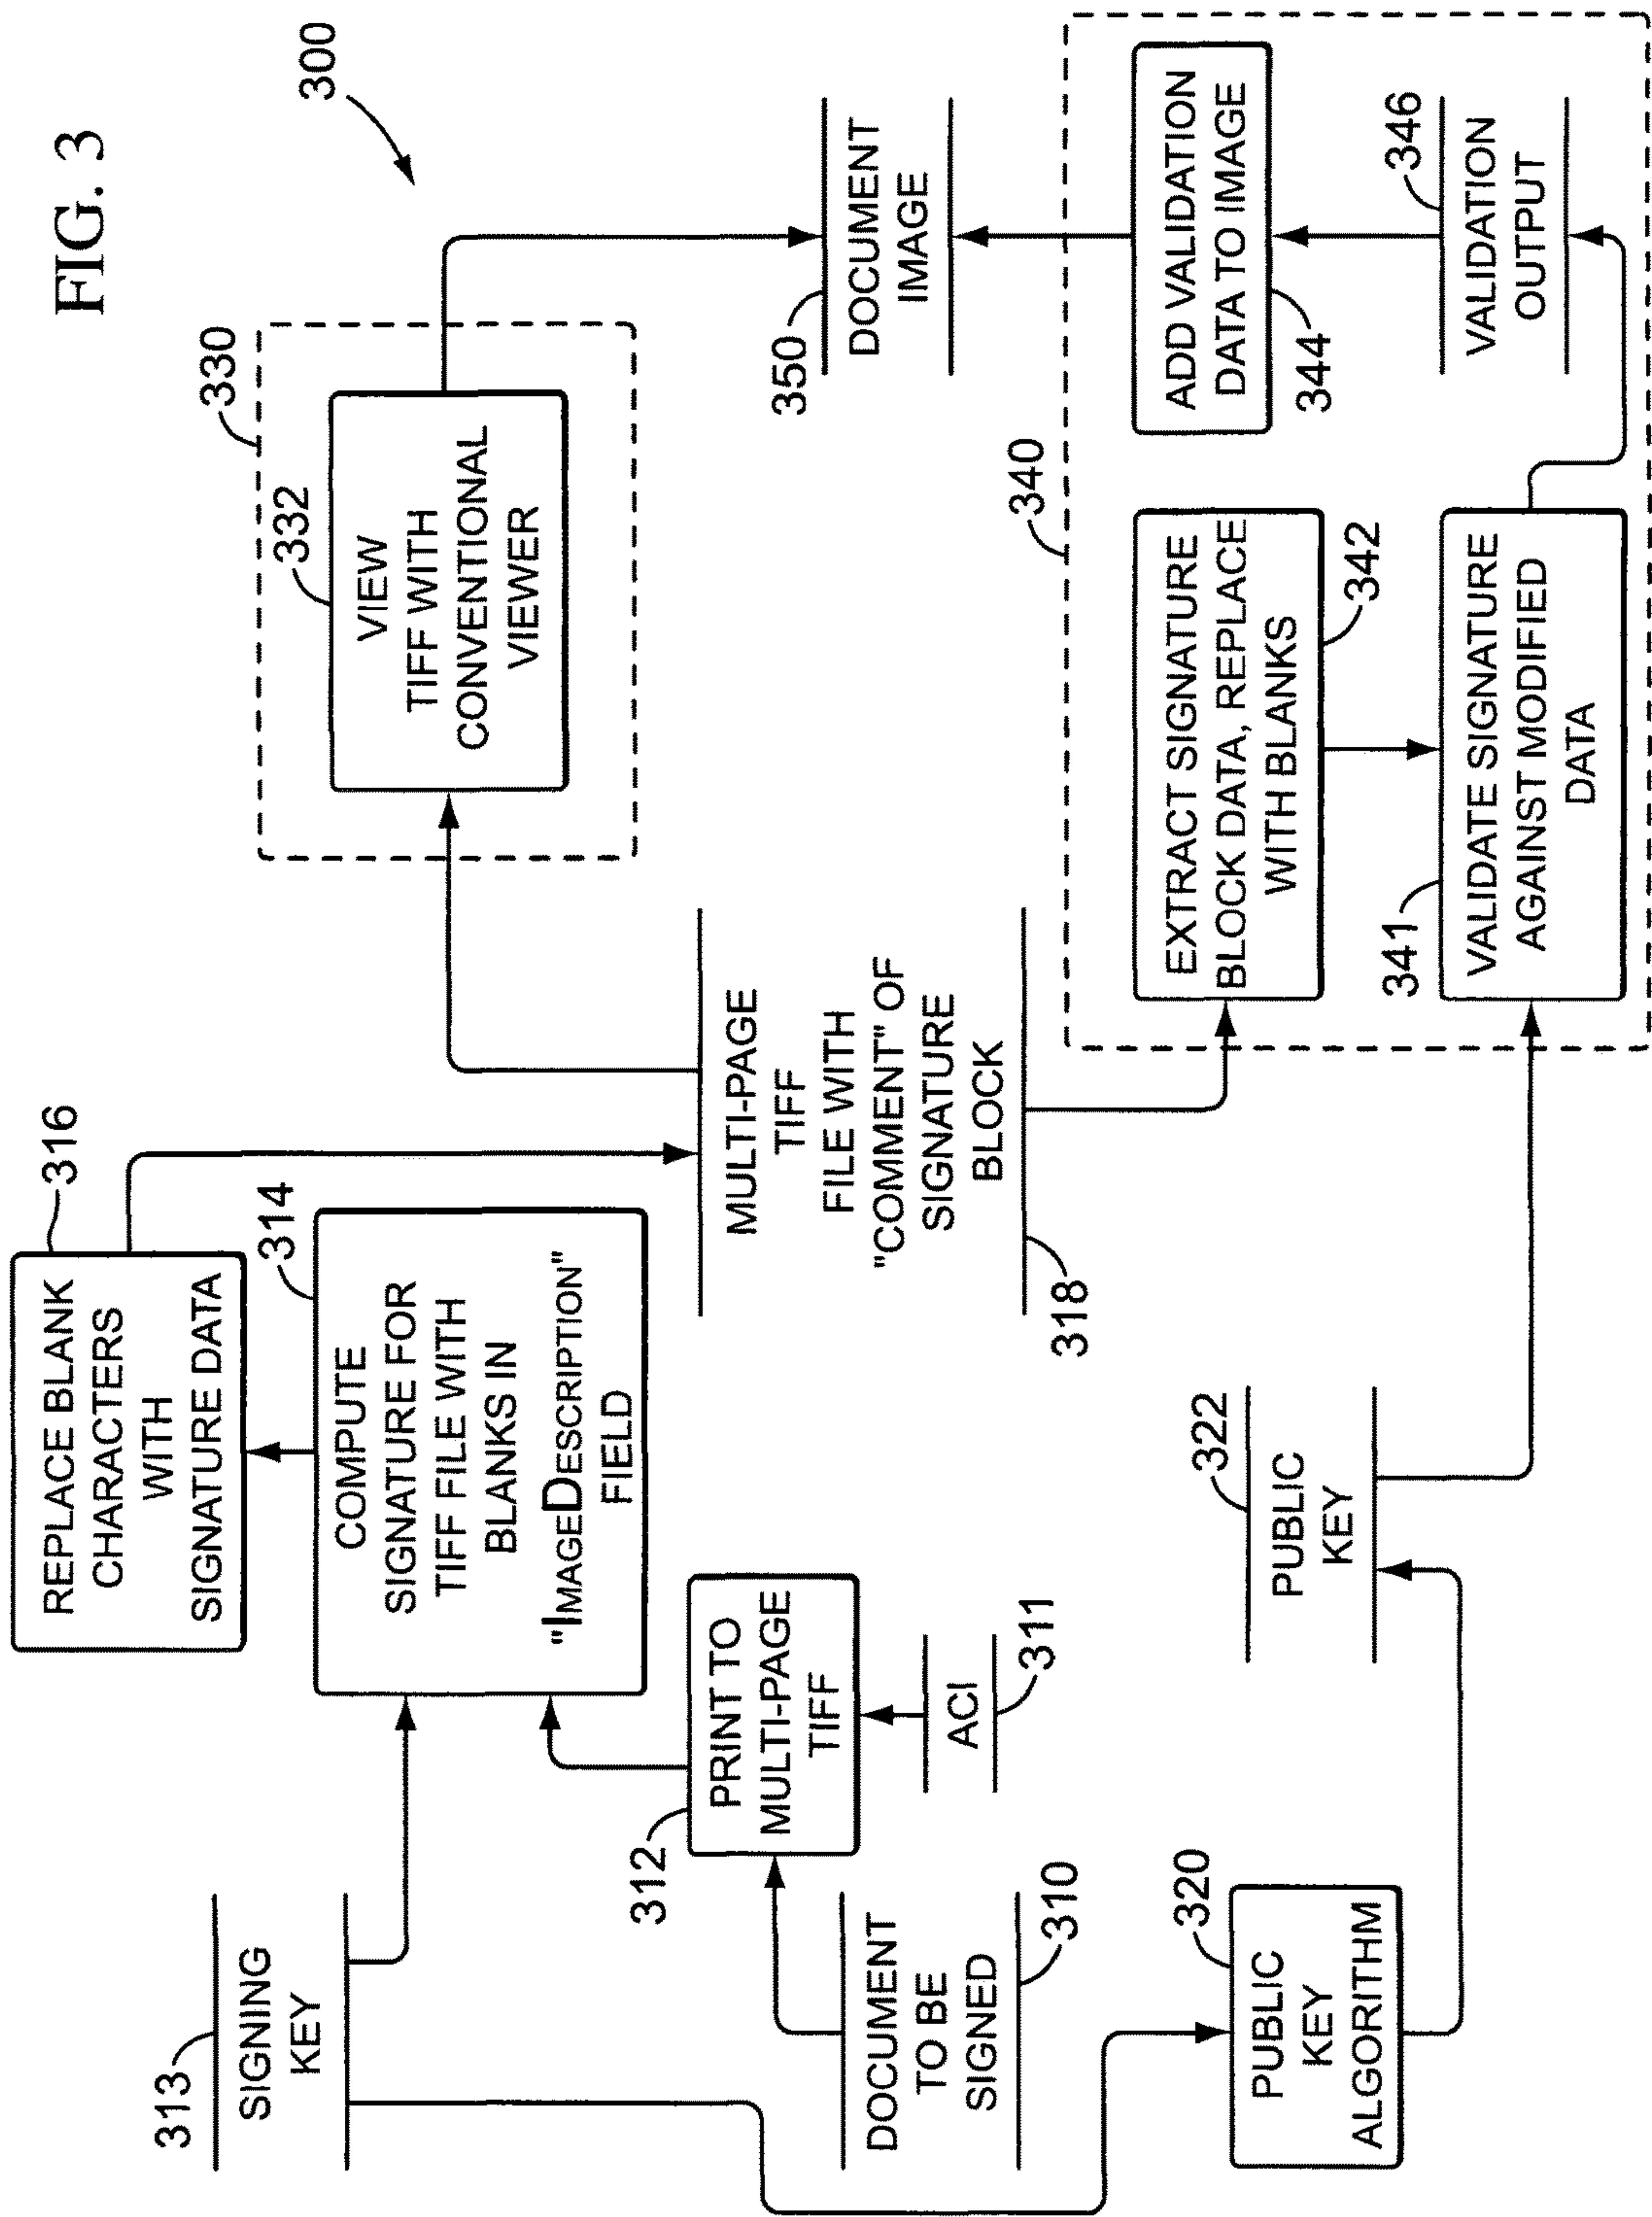 FIG. 3
300
313
SIGNING
KEY
316
REPLACE BLANK
CHARACTERS
WITH
SIGNATURE DATA
314
COMPUTE
SIGNATURE FOR
TIFF FILE WITH
BLANKS IN
"IMAGEDESCRIPTION"
FIELD
330
332
VIEW
TIFF WITH
CONVENTIONAL
VIEWER
312
PRINT TO
MULTI-PAGE
TIFF
ACI
311
DOCUMENT
TO BE
SIGNED
310
MULTI-PAGE
TIFF
FILE WITH
"COMMENT" OF
SIGNATURE
BLOCK
318
350
DOCUMENT
IMAGE
320
PUBLIC
KEY
ALGORITHM
322
PUBLIC
KEY
340
EXTRACT SIGNATURE
BLOCK DATA, REPLACE
WITH BLANKS
342
ADD VALIDATION
DATA TO IMAGE
344
341
VALIDATE SIGNATURE
AGAINST MODIFIED
DATA
346
VALIDATION
OUTPUT